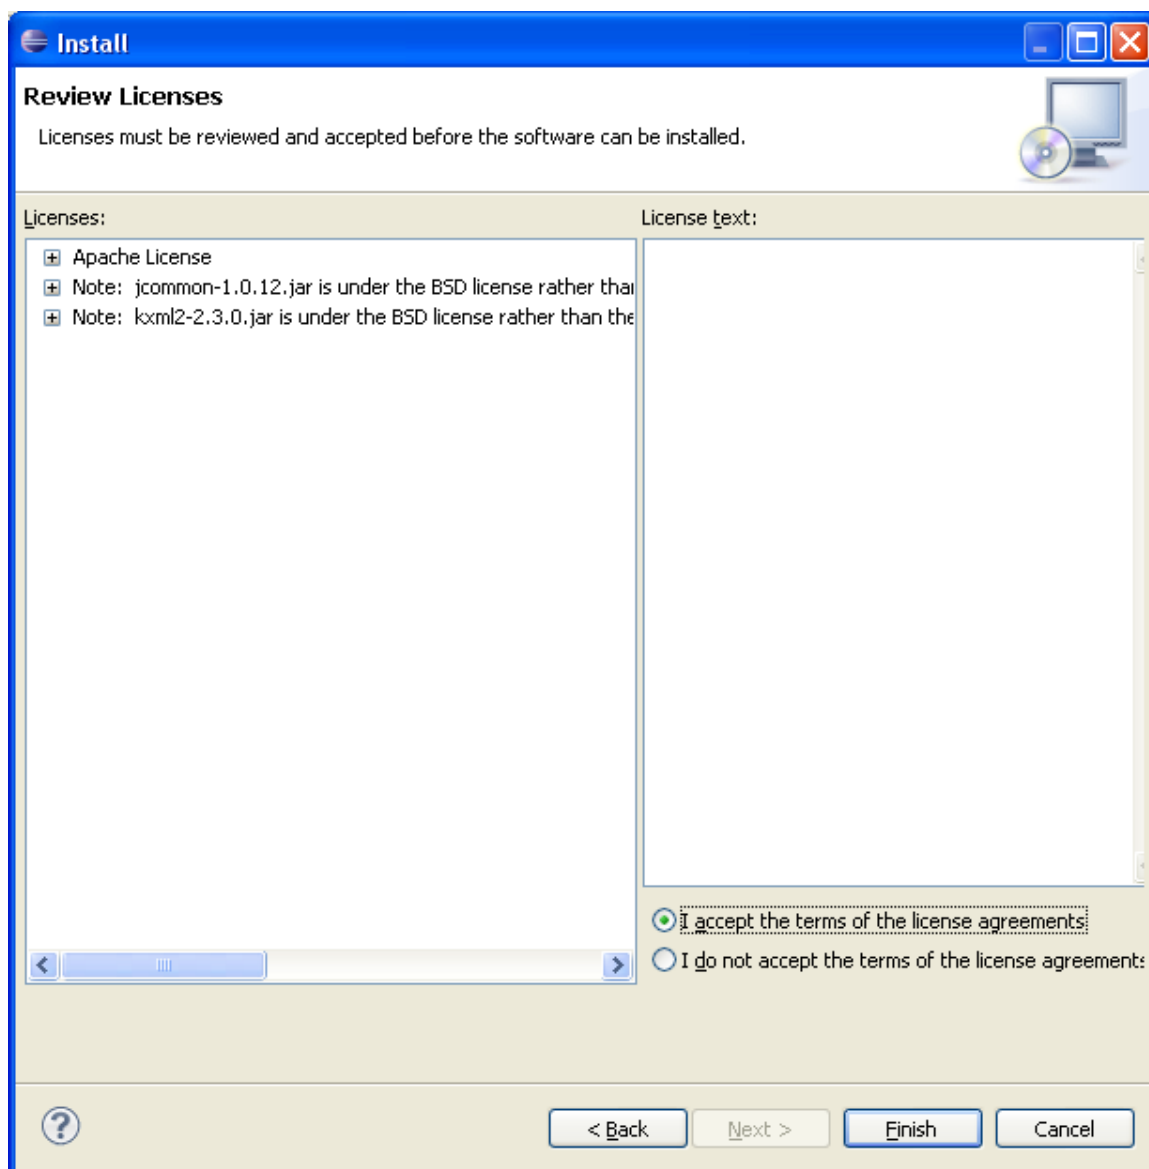 Install
Review Licenses
Licenses must be reviewed and accepted before the software can be installed.
Licenses:
Apache License
Note: jcommon-1.0.12.jar is under the BSD license rather than
Note: kxml2-2.3.0.jar is under the BSD license rather than the
License text:
I accept the terms of the license agreements
I do not accept the terms of the license agreements
?
< Back
Next >
Finish
Cancel